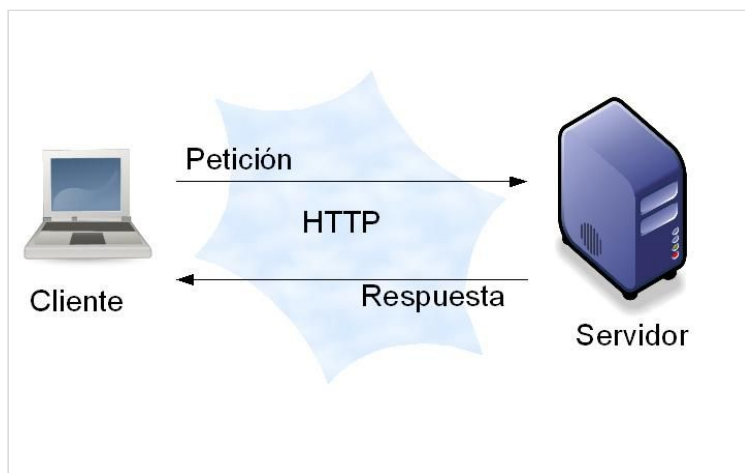 Petición
HTTP
Respuesta
Cliente
Servidor